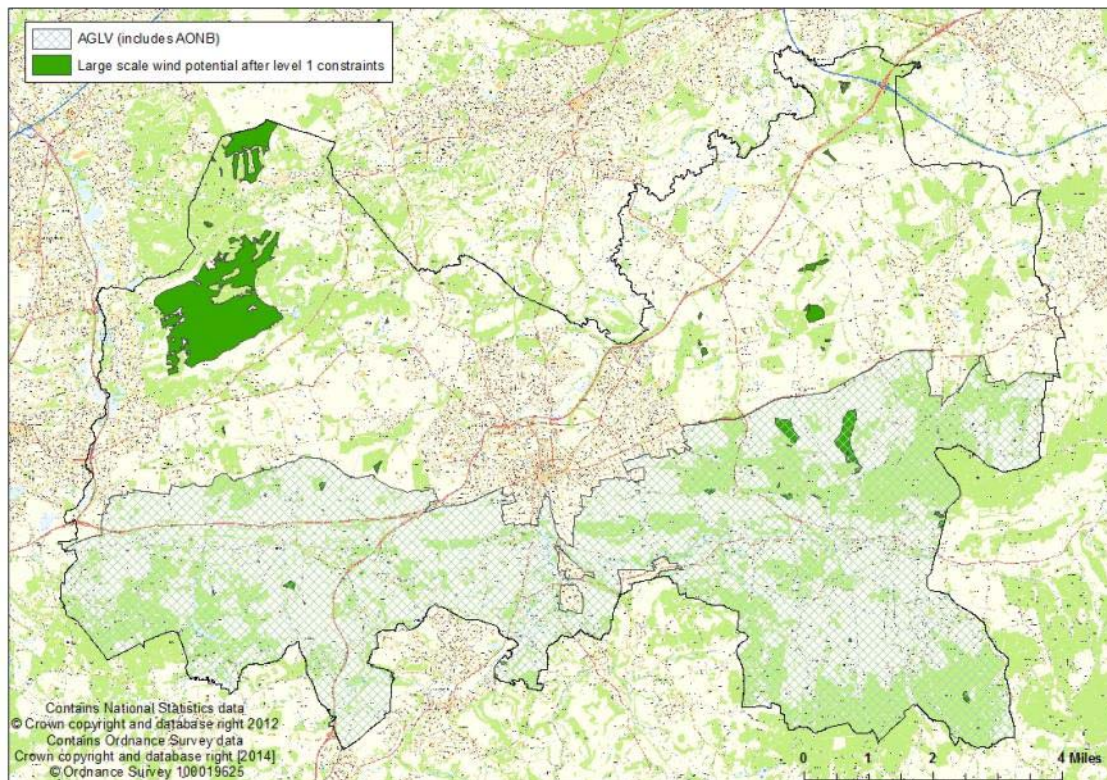 AGLV (includes AONB)
Large scale wind potential after level 1 constraints
Contains National Statistics data
© Crown copyright and database right 2012
Contains Ordnance Survey data
Crown copyright and database right [2014]
© Ordnance Survey 100019625
0 1 2 4 Miles